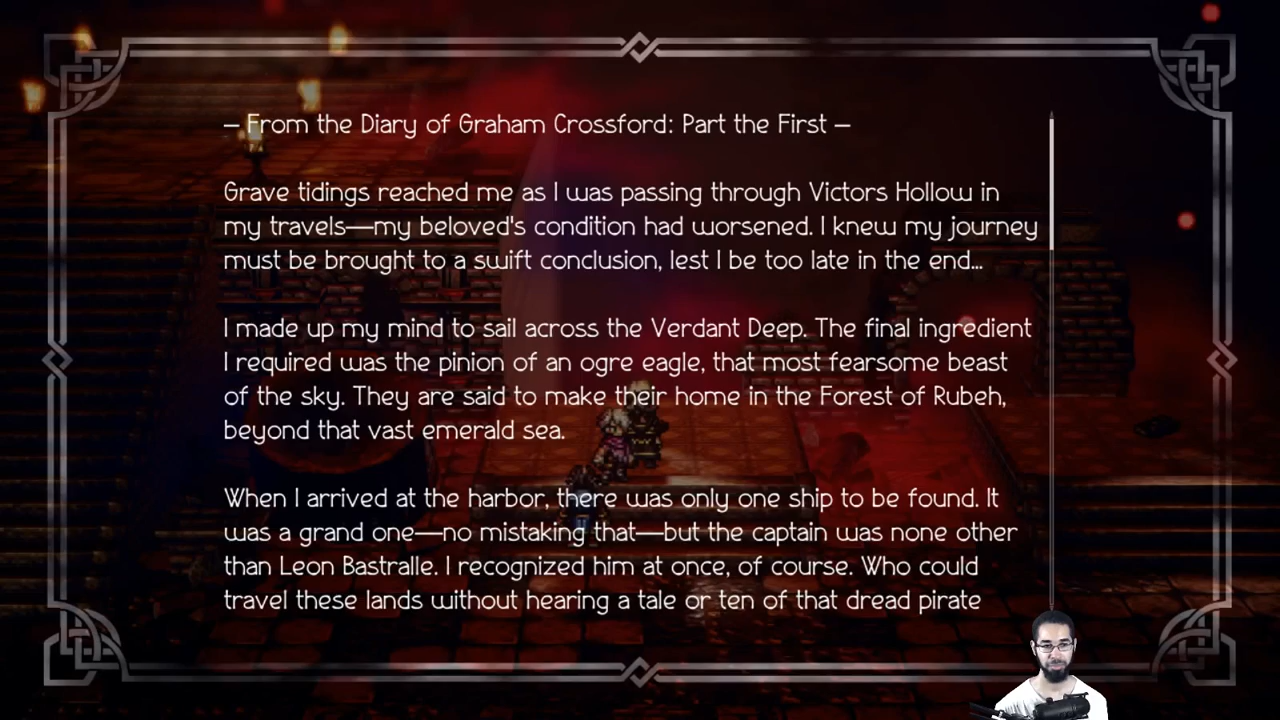 — From the Diary of Graham Crossford: Part the First —
Grave tidings reached me as I was passing through Victors Hollow in
my travels—my beloved's condition had worsened. I knew my journey
must be brought to a swift conclusion, lest I be too late in the end...
I made up my mind to sail across the Verdant Deep. The final ingredient
I required was the pinion of an ogre eagle, that most fearsome beast
of the sky. They are said to make their home in the Forest of Rubeh,
beyond that vast emerald sea.
When I arrived at the harbor, there was only one ship to be found. It
was a grand one—no mistaking that—but the captain was none other
than Leon Bastralle. I recognized him at once, of course. Who could
travel these lands without hearing a tale or ten of that dread pirate